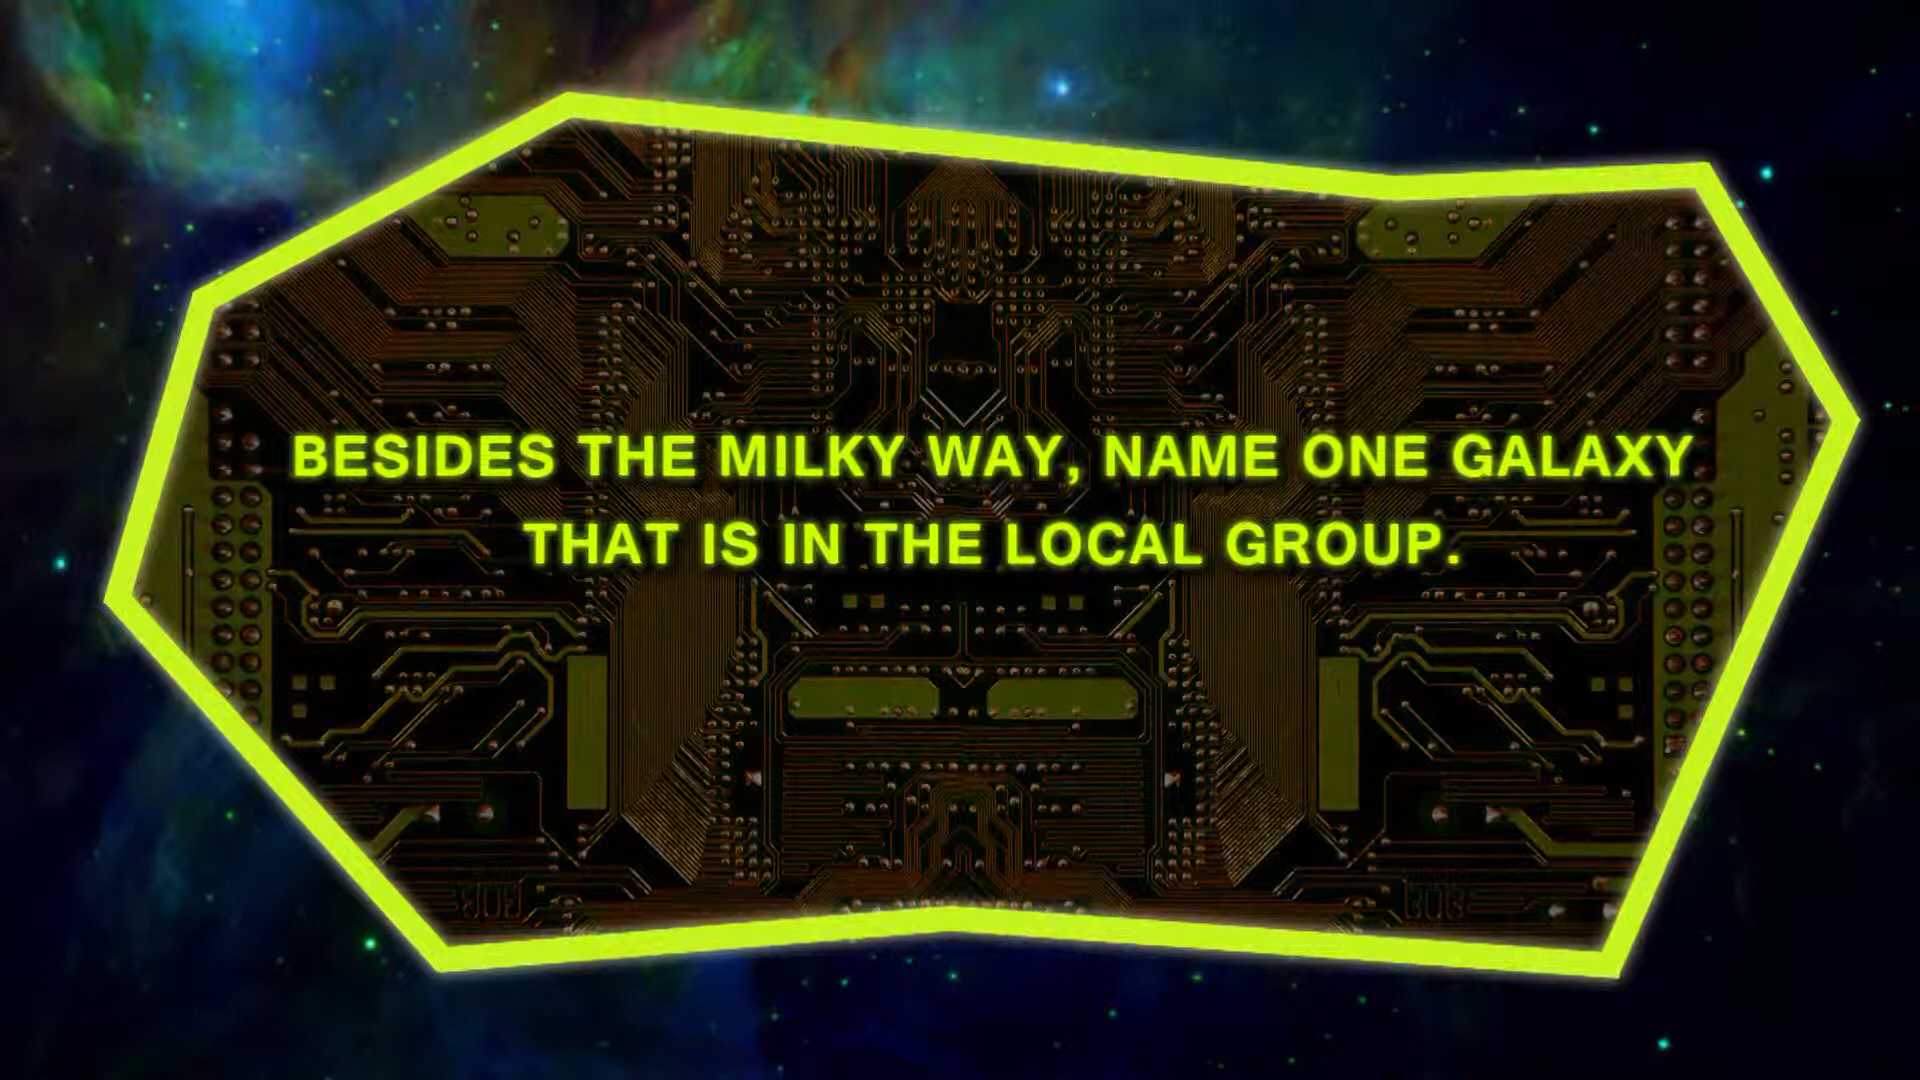 BESIDES THE MILKY WAY, NAME ONE GALAXY
THAT IS IN THE LOCAL GROUP.